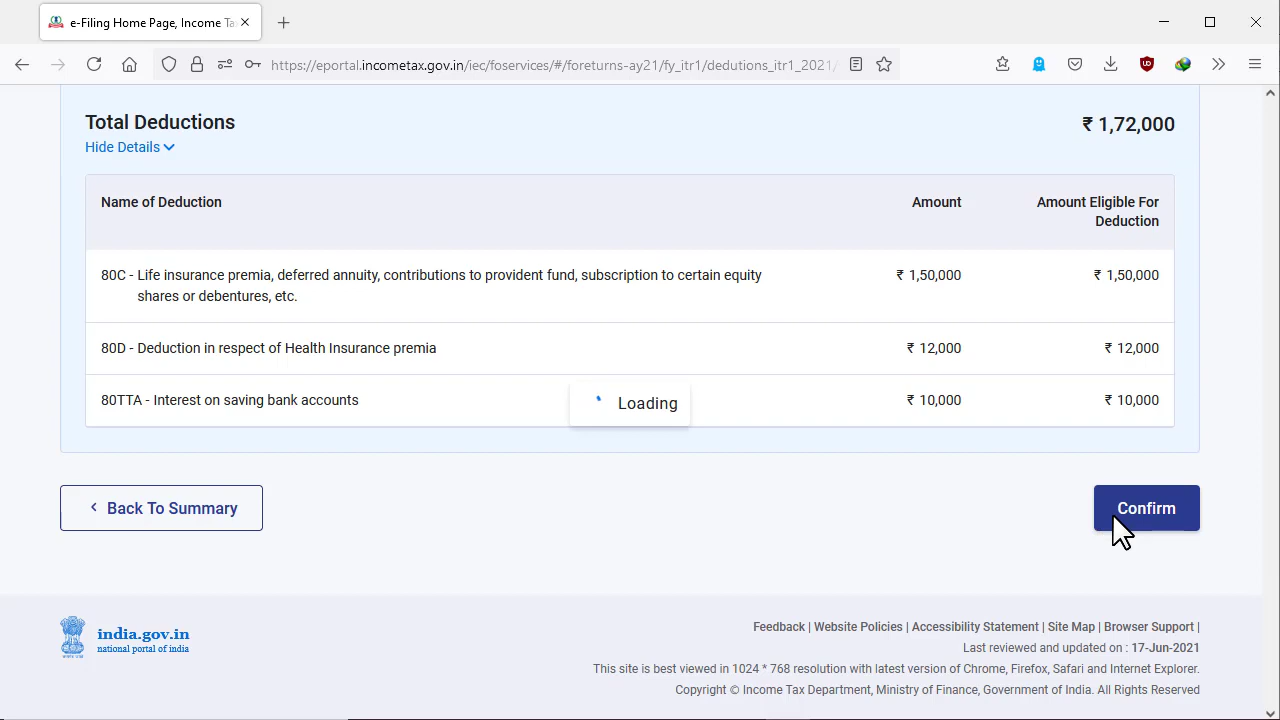 e-Filing Home Page, Income Ta
https://eportal.incometax.gov.in/iec/foservices/#/foreturns-ay21/fy_itr1/dedutions_itr1_2021/
Total Deductions
₹ 1,72,000
Hide Details
Name of Deduction
Amount
Amount Eligible For
Deduction
80C - Life insurance premia, deferred annuity, contributions to provident fund, subscription to certain equity
shares or debentures, etc.
₹ 1,50,000
₹ 1,50,000
80D - Deduction in respect of Health Insurance premia
₹ 12,000
₹ 12,000
80TTA - Interest on saving bank accounts
₹ 10,000
₹ 10,000
Loading
Back To Summary
Confirm
india.gov.in
national portal of india
Feedback | Website Policies | Accessibility Statement | Site Map | Browser Support |
Last reviewed and updated on : 17-Jun-2021
This site is best viewed in 1024 * 768 resolution with latest version of Chrome, Firefox, Safari and Internet Explorer.
Copyright © Income Tax Department, Ministry of Finance, Government of India. All Rights Reserved